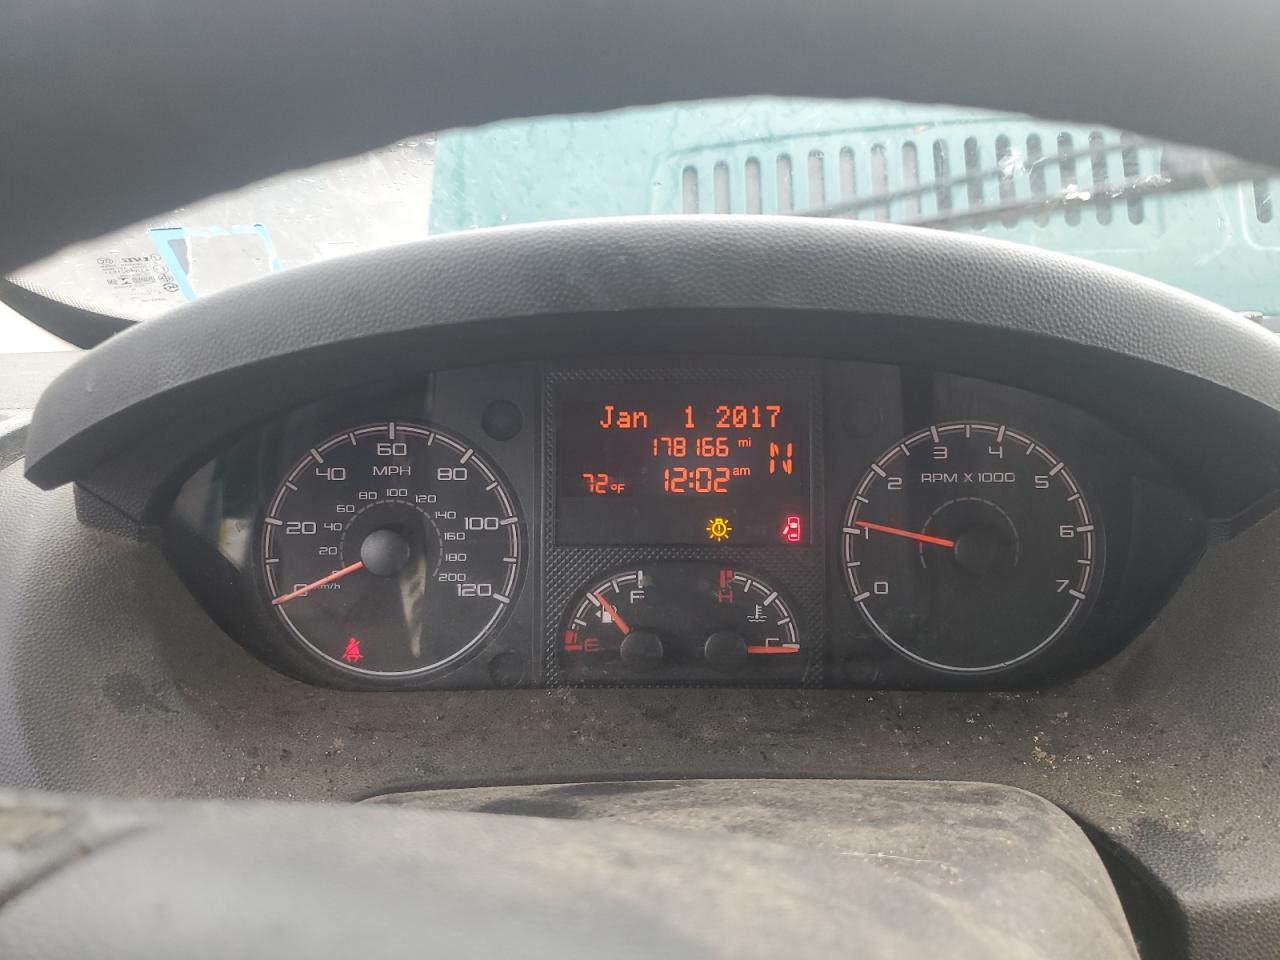 Jan 1 2017
178166 mi
N
72°F 12:02 am
0 20 40 60 80 100 120
MPH
20 40 60 80 100 120 140 160 180 200
km/h
E F
H C
0 1 2 3 4 5 6 7
RPM X 1000